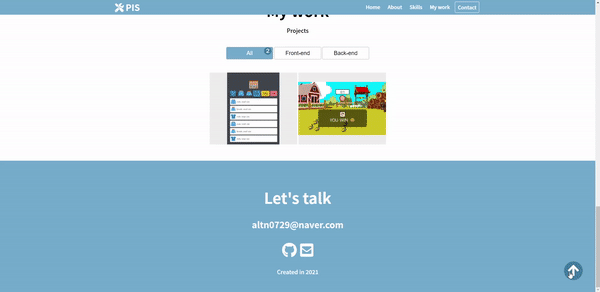 PIS
Home About Skills My work Contact
My work
Projects
All 2 Front-end Back-end
YOU WIN
Let's talk
altn0729@naver.com
Created in 2021